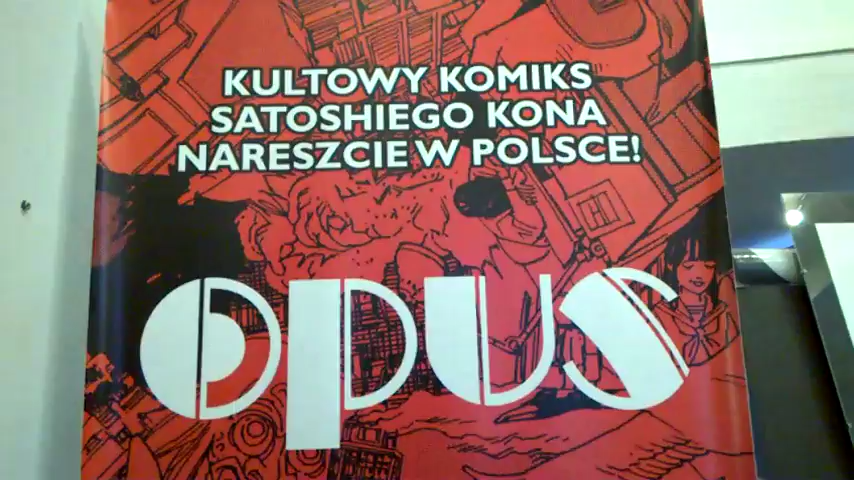 KULTOWY KOMIKS
SATOSHIEGO KONA
NARESZCIE W POLSCE!
OPUS